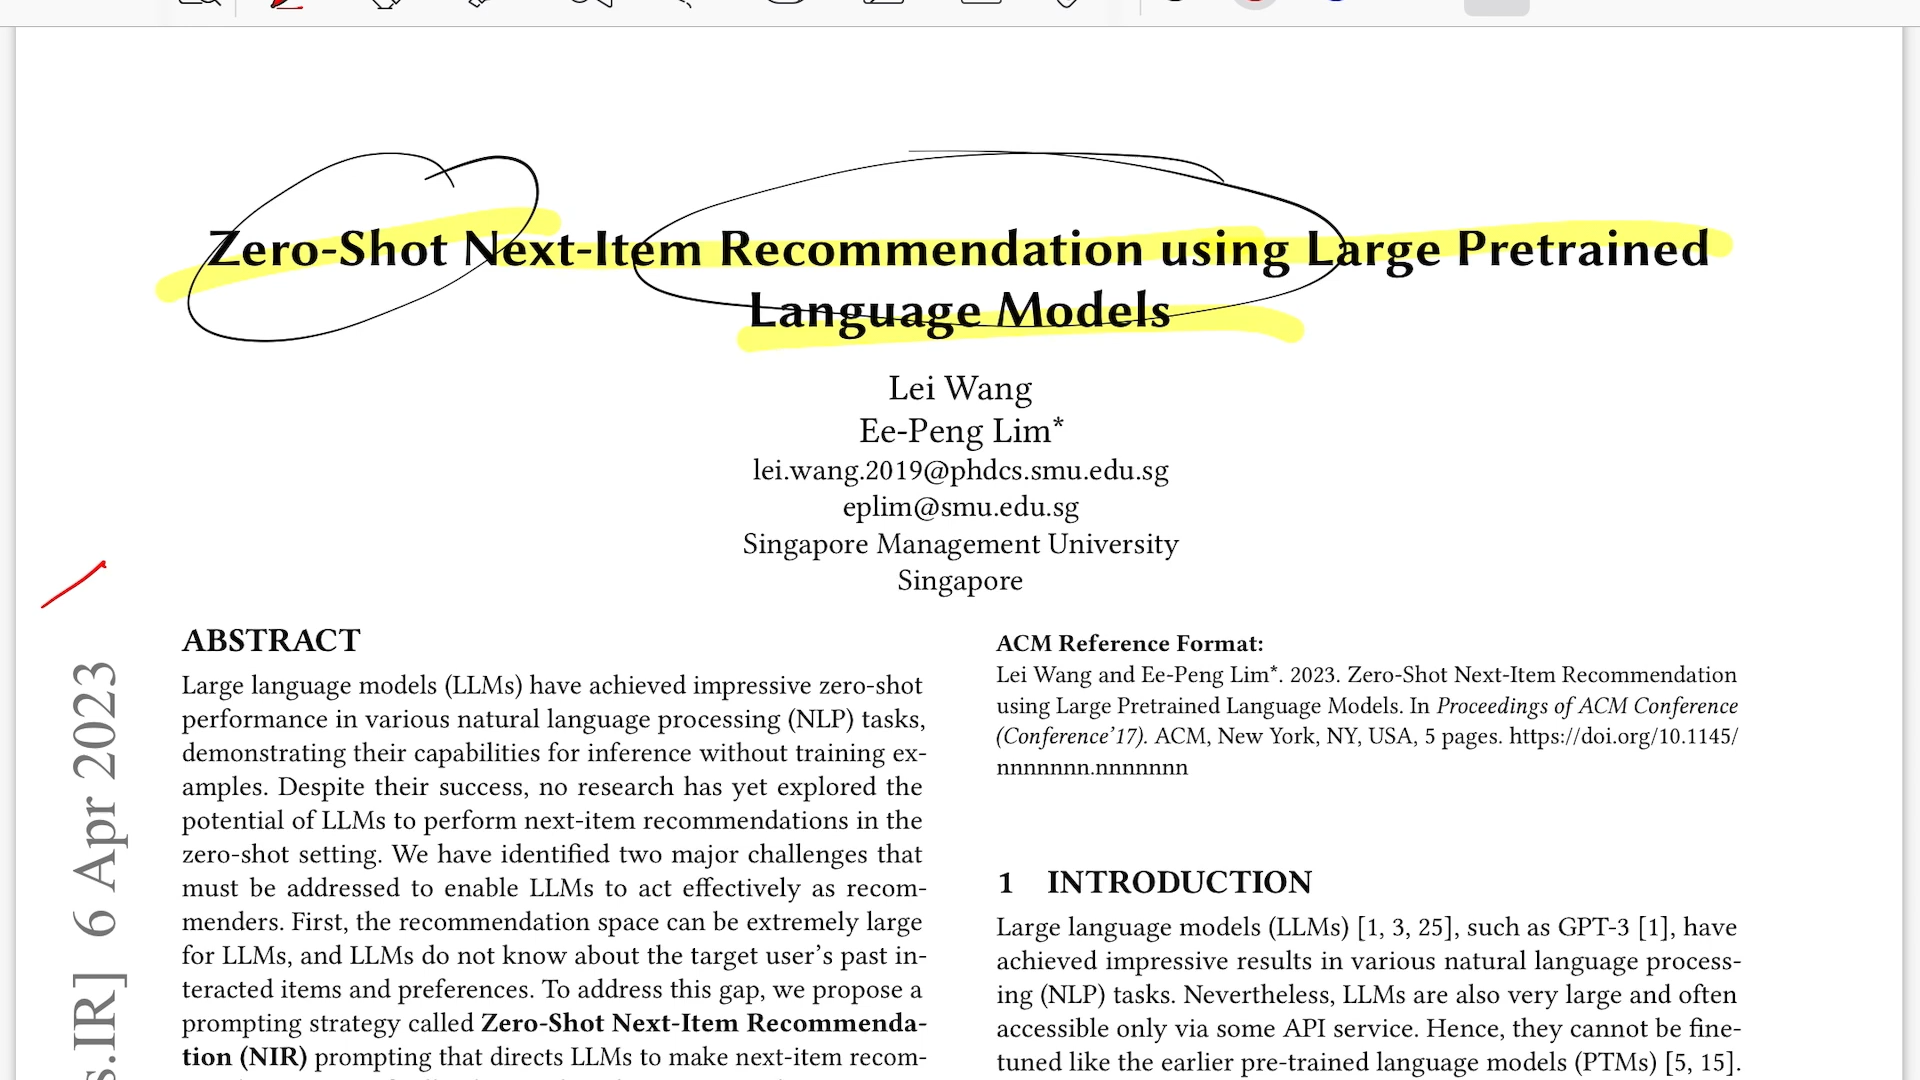 Zero-Shot Next-Item Recommendation using Large Pretrained
Language Models
Lei Wang
Ee-Peng Lim*
lei.wang.2019@phdcs.smu.edu.sg
eplim@smu.edu.sg
Singapore Management University
Singapore
s.IR] 6 Apr 2023
ABSTRACT
Large language models (LLMs) have achieved impressive zero-shot
performance in various natural language processing (NLP) tasks,
demonstrating their capabilities for inference without training ex-
amples. Despite their success, no research has yet explored the
potential of LLMs to perform next-item recommendations in the
zero-shot setting. We have identified two major challenges that
must be addressed to enable LLMs to act effectively as recom-
menders. First, the recommendation space can be extremely large
for LLMs, and LLMs do not know about the target user's past in-
teracted items and preferences. To address this gap, we propose a
prompting strategy called Zero-Shot Next-Item Recommenda-
tion (NIR) prompting that directs LLMs to make next-item recom-
ACM Reference Format:
Lei Wang and Ee-Peng Lim*. 2023. Zero-Shot Next-Item Recommendation
using Large Pretrained Language Models. In Proceedings of ACM Conference
(Conference'17). ACM, New York, NY, USA, 5 pages. https://doi.org/10.1145/
nnnnnnn.nnnnnnn
1 INTRODUCTION
Large language models (LLMs) [1, 3, 25], such as GPT-3 [1], have
achieved impressive results in various natural language process-
ing (NLP) tasks. Nevertheless, LLMs are also very large and often
accessible only via some API service. Hence, they cannot be fine-
tuned like the earlier pre-trained language models (PTMs) [5, 15].